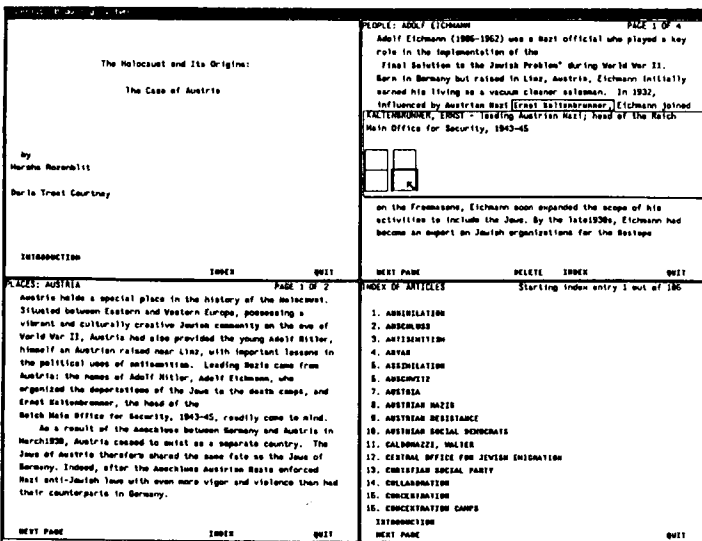 The Holocaust and Its Origins:
The Case of Austria
by
Marsha Rozenblit
Darla Treat Courtney
INTRODUCTION
INDEX QUIT
PEOPLE: ADOLF EICHMANN PAGE 1 OF 4
Adolf Eichmann (1906-1962) was a Nazi official who played a key
role in the implementation of the
Final Solution to the Jewish Problem" during World War II.
Born in Germany but raised in Linz, Austria, Eichmann initially
earned his living as a vacuum cleaner salesman. In 1932,
influenced by Austrian Nazi Ernst Kaltenbrunner, Eichmann joined
KALTENBRUNNER, ERNST - leading Austrian Nazi; head of the Reich
Main Office for Security, 1943-45
on the Freemasons, Eichmann soon expanded the scope of his
activities to include the Jews. By the late1930s, Eichmann had
become an expert on Jewish organizations for the Gestapo
NEXT PAGE DELETE INDEX QUIT
PLACES: AUSTRIA PAGE 1 OF 2
Austria holds a special place in the history of the Holocaust.
Situated between Eastern and Western Europe, possessing a
vibrant and culturally creative Jewish community on the eve of
World War II, Austria had also provided the young Adolf Hitler,
himself an Austrian raised near Linz, with important lessons in
the political uses of antisemitism. Leading Nazis came from
Austria: the names of Adolf Hitler, Adolf Eichmann, who
organized the deportations of the Jews to the death camps, and
Ernst Kaltenbrunner, the head of the
Reich Main Office for Security, 1943-45, readily come to mind.
As a result of the Anschluss between Germany and Austria in
March1938, Austria ceased to exist as a separate country. The
Jews of Austria therefore shared the same fate as the Jews of
Germany. Indeed, after the Anschluss Austrian Nazis enforced
Nazi anti-Jewish laws with even more vigor and violence than had
their counterparts in Germany.
NEXT PAGE INDEX QUIT
INDEX OF ARTICLES Starting index entry 1 out of 106
1. ANNIHILATION
2. ANSCHLUSS
3. ANTISEMITISM
4. ARYAN
5. ASSIMILATION
6. AUSCHWITZ
7. AUSTRIA
8. AUSTRIAN NAZIS
9. AUSTRIAN RESISTANCE
10. AUSTRIAN SOCIAL DEMOCRATS
11. CALDONAZZI, WALTER
12. CENTRAL OFFICE FOR JEWISH EMIGRATION
13. CHRISTIAN SOCIAL PARTY
14. COLLABORATION
15. CONCENTRATION
16. CONCENTRATION CAMPS
INTRODUCTION
NEXT PAGE QUIT